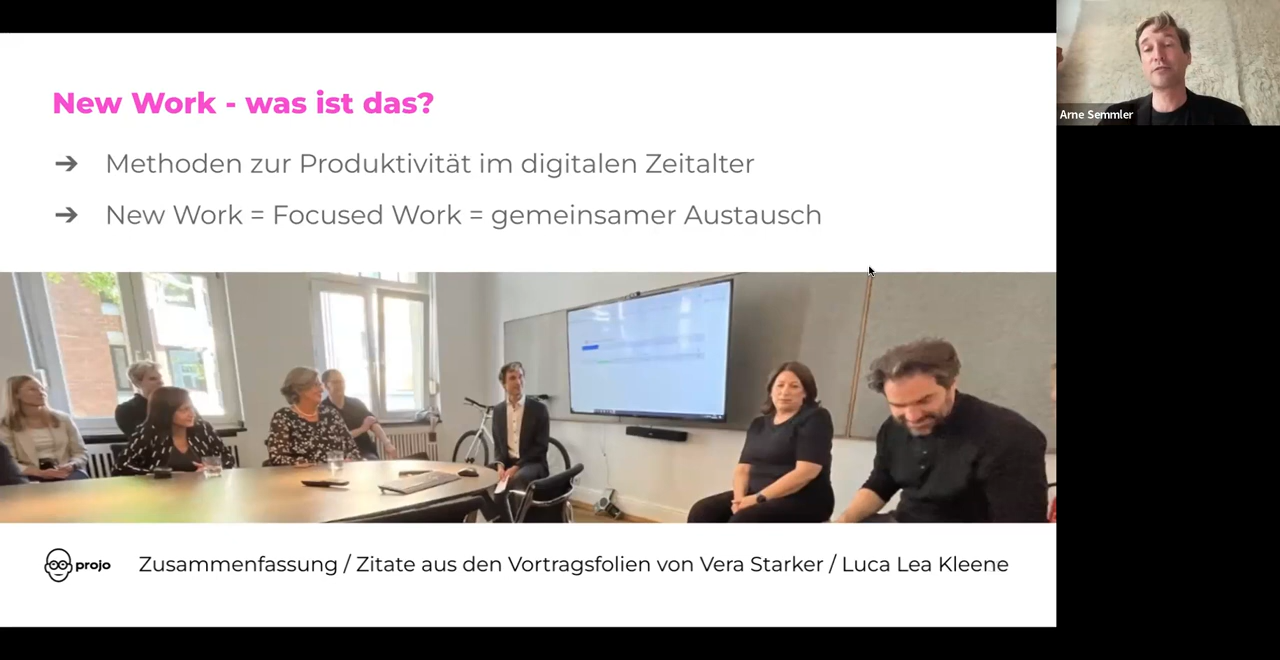 New Work - was ist das?
➔ Methoden zur Produktivität im digitalen Zeitalter
➔ New Work = Focused Work = gemeinsamer Austausch
projo
Zusammenfassung / Zitate aus den Vortragsfolien von Vera Starker / Luca Lea Kleene
Arne Semmler